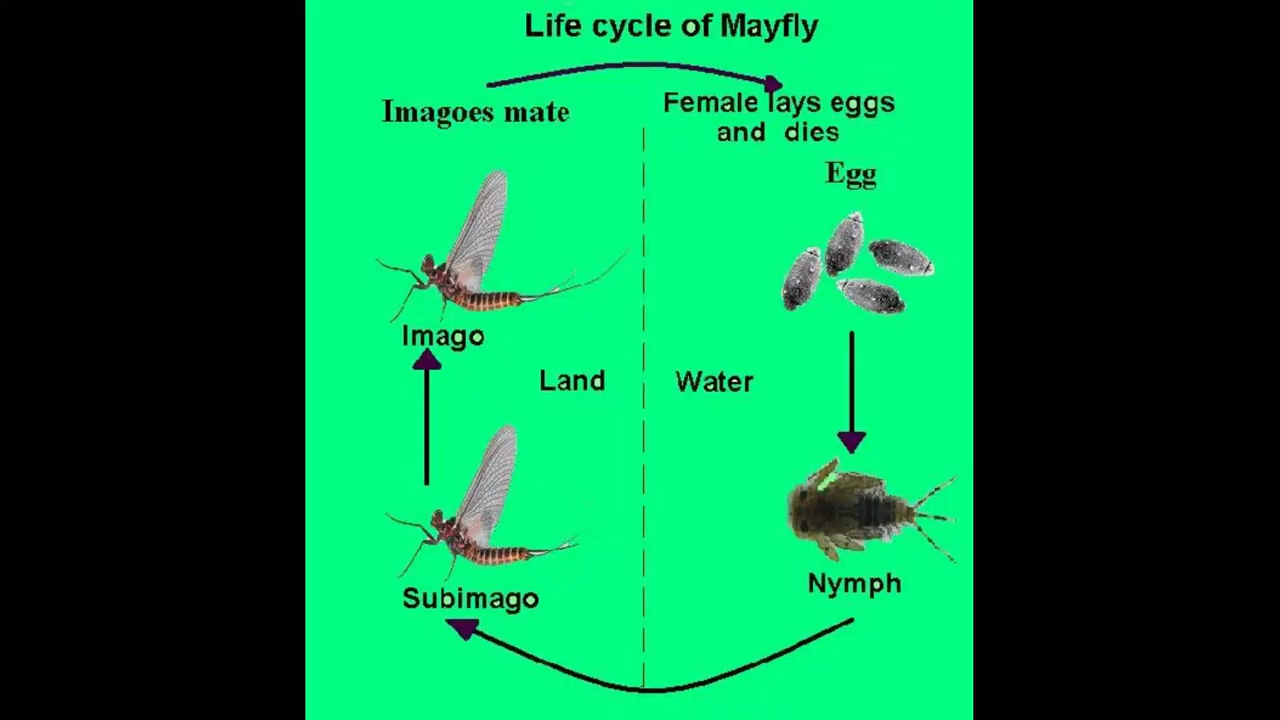 Life cycle of Mayfly
Imagoes mate
Female lays eggs
and dies
Egg
Imago
Land
Water
Subimago
Nymph